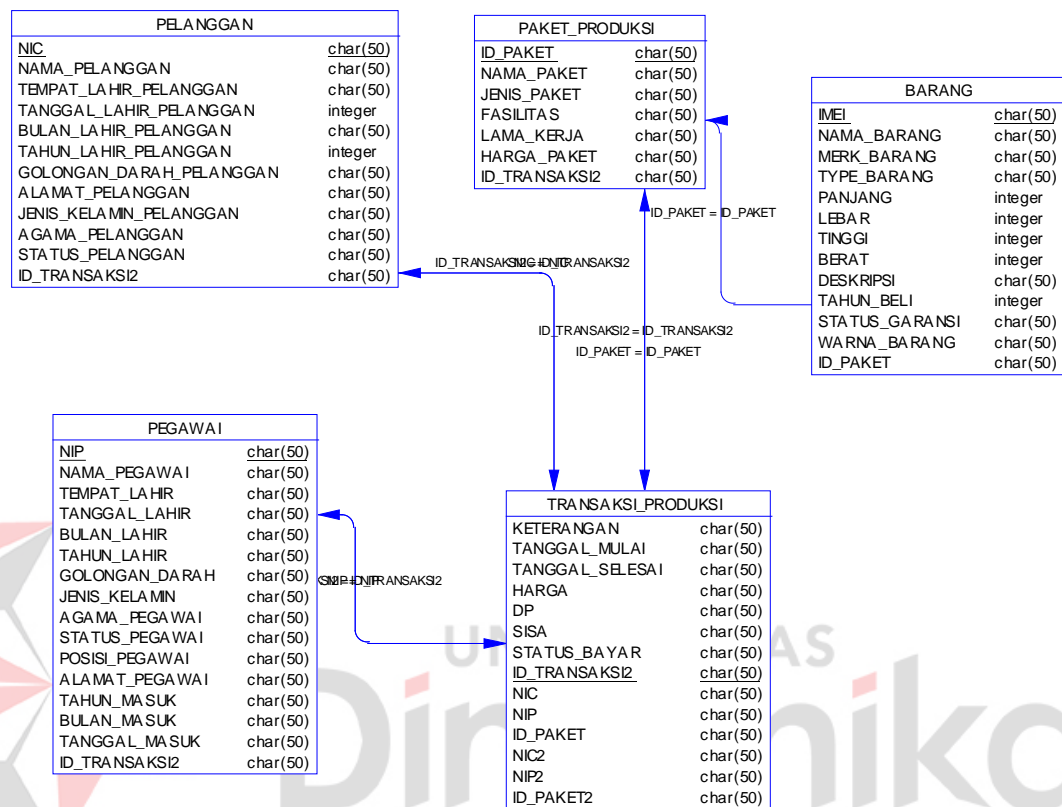 PELANGGAN
NIC char(50)
NAMA_PELANGGAN char(50)
TEMPAT_LAHIR_PELANGGAN char(50)
TANGGAL_LAHIR_PELANGGAN integer
BULAN_LAHIR_PELANGGAN char(50)
TAHUN_LAHIR_PELANGGAN integer
GOLONGAN_DARAH_PELANGGAN char(50)
ALAMAT_PELANGGAN char(50)
JENIS_KELAMIN_PELANGGAN char(50)
AGAMA_PELANGGAN char(50)
STATUS_PELANGGAN char(50)
ID_TRANSAKSI2 char(50)
PAKET_PRODUKSI
ID_PAKET char(50)
NAMA_PAKET char(50)
JENIS_PAKET char(50)
FASILITAS char(50)
LAMA_KERJA char(50)
HARGA_PAKET char(50)
ID_TRANSAKSI2 char(50)
BARANG
IMEI char(50)
NAMA_BARANG char(50)
MERK_BARANG char(50)
TYPE_BARANG char(50)
PANJANG integer
LEBAR integer
TINGGI integer
BERAT integer
DESKRIPSI char(50)
TAHUN_BELI integer
STATUS_GARANSI char(50)
WARNA_BARANG char(50)
ID_PAKET char(50)
ID_PAKET = ID_PAKET
ID_TRANSAKSI2 = ID_TRANSAKSI2
ID_PAKET = ID_PAKET
PEGAWAI
NIP char(50)
NAMA_PEGAWAI char(50)
TEMPAT_LAHIR char(50)
TANGGAL_LAHIR char(50)
BULAN_LAHIR char(50)
TAHUN_LAHIR char(50)
GOLONGAN_DARAH char(50)
JENIS_KELAMIN char(50)
AGAMA_PEGAWAI char(50)
STATUS_PEGAWAI char(50)
POSISI_PEGAWAI char(50)
ALAMAT_PEGAWAI char(50)
TAHUN_MASUK char(50)
BULAN_MASUK char(50)
TANGGAL_MASUK char(50)
ID_TRANSAKSI2 char(50)
TRANSAKSI_PRODUKSI
KETERANGAN char(50)
TANGGAL_MULAI char(50)
TANGGAL_SELESAI char(50)
HARGA char(50)
DP char(50)
SISA char(50)
STATUS_BAYAR char(50)
ID_TRANSAKSI2 char(50)
NIC char(50)
NIP char(50)
ID_PAKET char(50)
NIC2 char(50)
NIP2 char(50)
ID_PAKET2 char(50)